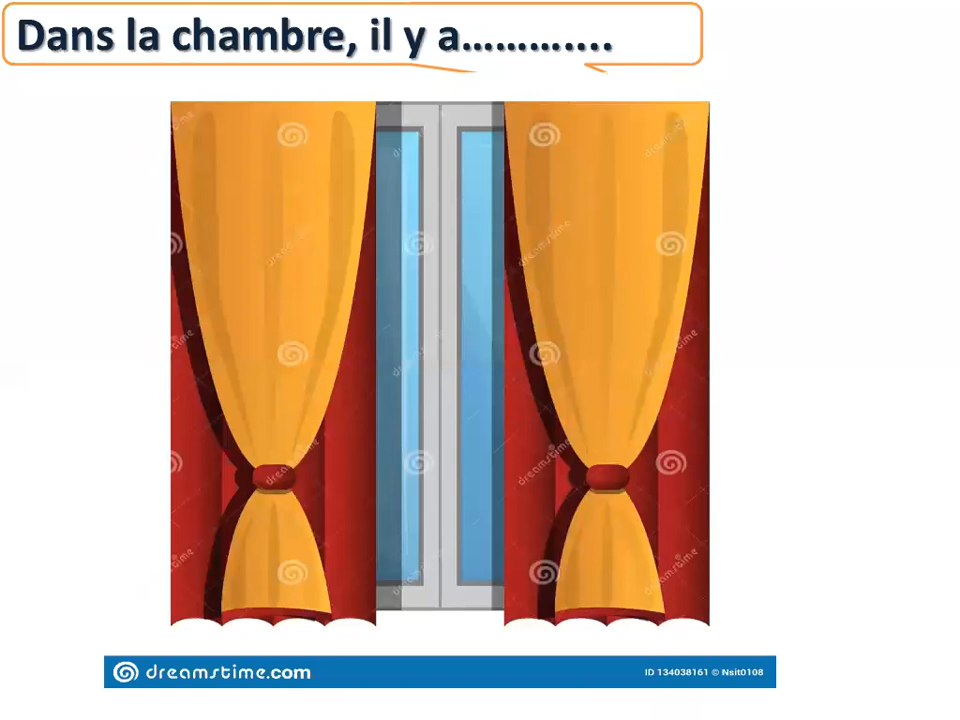 Dans la chambre, il y a…………....
dreamstime.com
ID 134038161 © Nsit0108